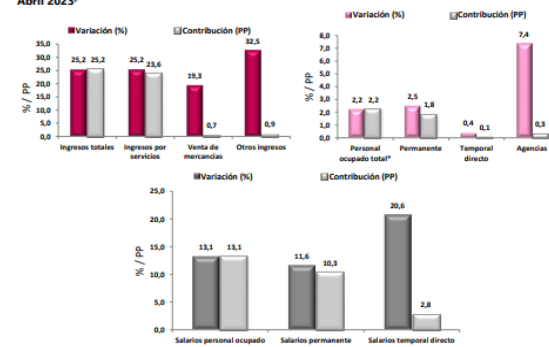 Abril 2023ᵖ
Variación (%) Contribución (PP)
% / PP
35,0
30,0
25,0
20,0
15,0
10,0
5,0
0,0
25,2 25,2 25,2 23,6 19,3 0,7 32,5 0,9
Ingresos totales Ingresos por servicios Venta de mercancías Otros ingresos
Variación (%) Contribución (PP)
% / PP
8,0
7,0
6,0
5,0
4,0
3,0
2,0
1,0
0,0
2,2 2,2 2,5 1,8 0,4 0,1 7,4 0,3
Personal ocupado total* Permanente Temporal directo Agencias
Variación (%) Contribución (PP)
% / PP
25,0
20,0
15,0
10,0
5,0
0,0
13,1 13,1 11,6 10,3 20,6 2,8
Salarios personal ocupado Salarios permanente Salarios temporal directo